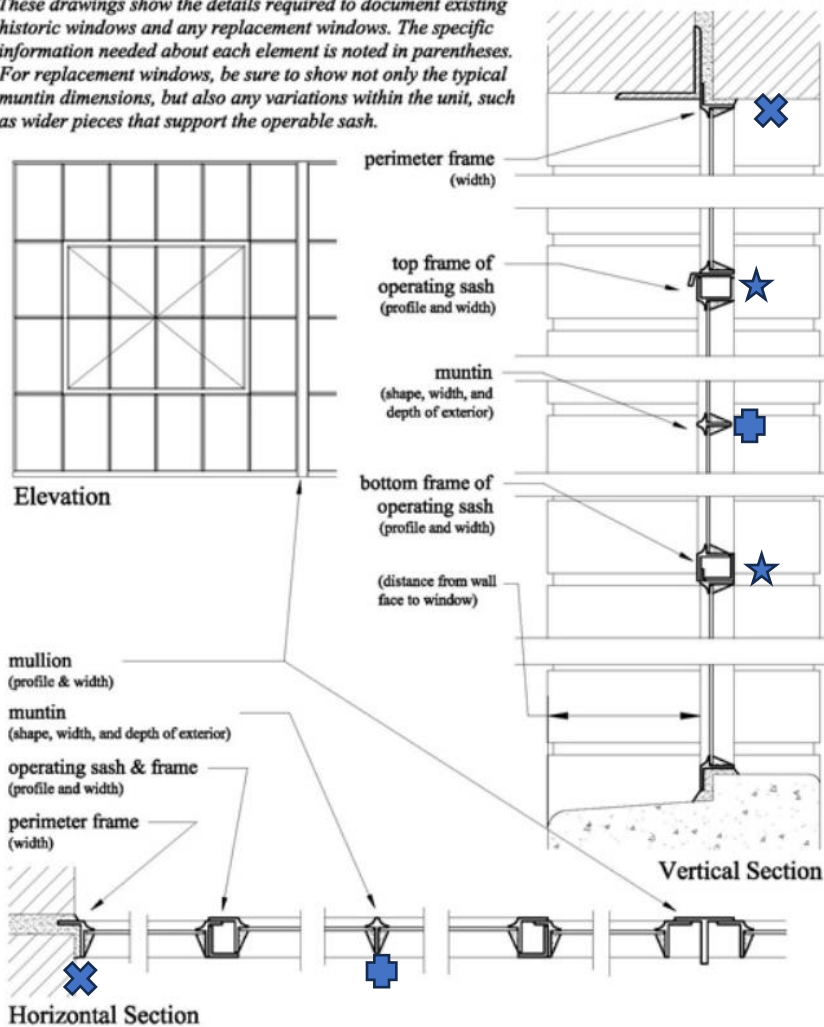 These drawings show the details required to document existing
historic windows and any replacement windows. The specific
information needed about each element is noted in parentheses.
For replacement windows, be sure to show not only the typical
muntin dimensions, but also any variations within the unit, such
as wider pieces that support the operable sash.
perimeter frame
(width)
top frame of
operating sash
(profile and width)
muntin
(shape, width, and
depth of exterior)
Elevation
bottom frame of
operating sash
(profile and width)
(distance from wall
face to window)
mullion
(profile & width)
muntin
(shape, width, and depth of exterior)
operating sash & frame
(profile and width)
perimeter frame
(width)
Vertical Section
Horizontal Section